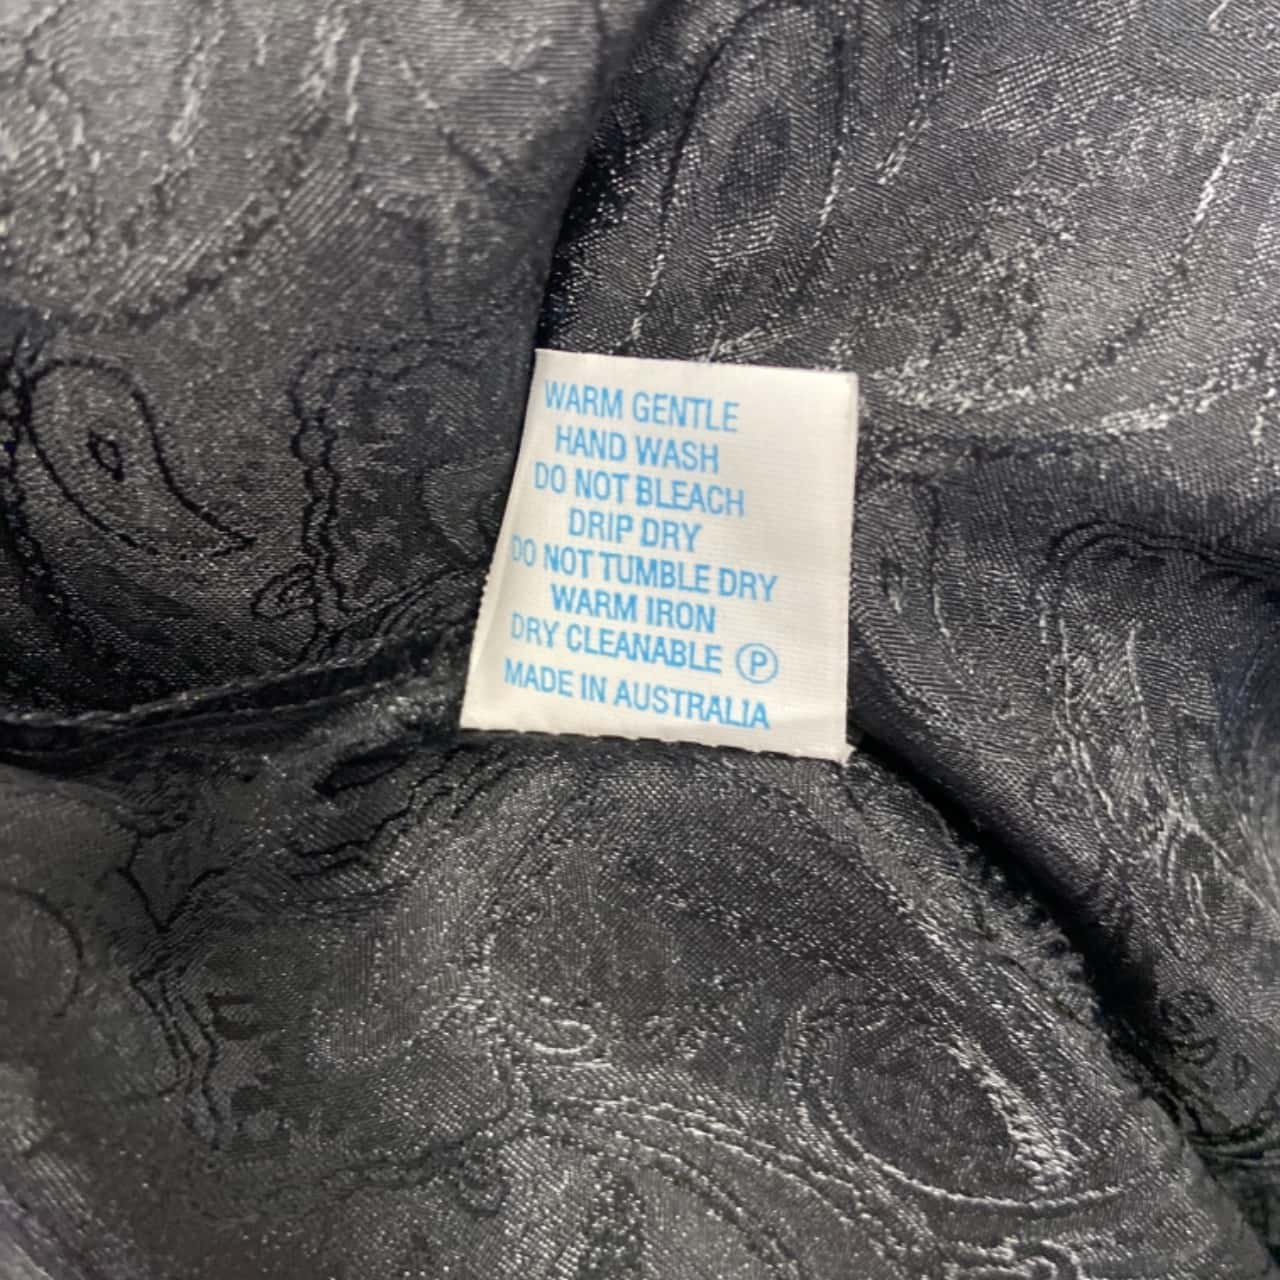 WARM GENTLE
HAND WASH
DO NOT BLEACH
DRIP DRY
DO NOT TUMBLE DRY
WARM IRON
DRY CLEANABLE Ⓟ
MADE IN AUSTRALIA